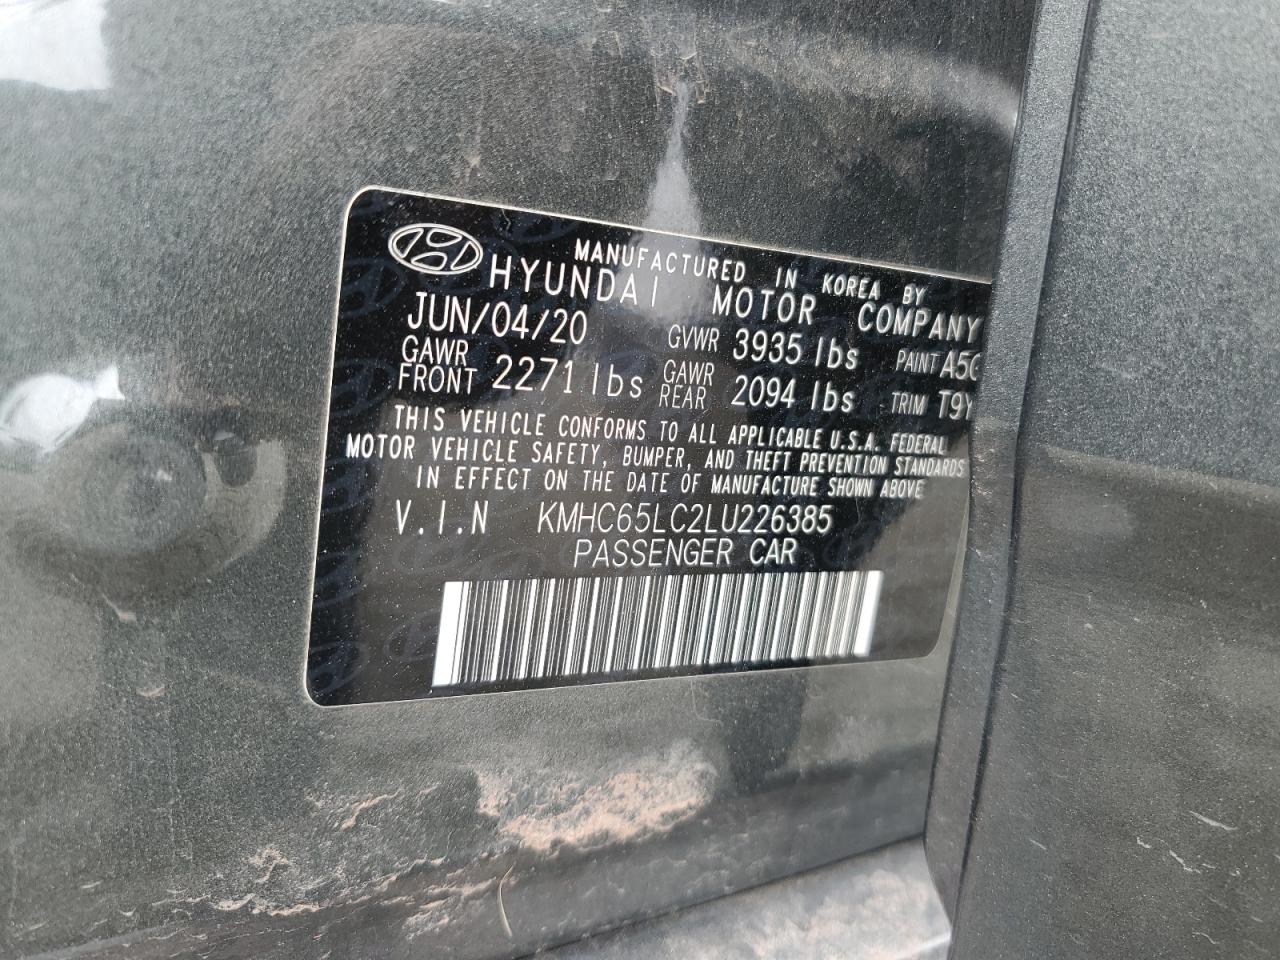 MANUFACTURED IN KOREA BY
HYUNDAI MOTOR COMPANY
JUN/04/20 GVWR 3935 lbs PAINT A5
GAWR FRONT 2271 lbs GAWR REAR 2094 lbs TRIM T9Y
THIS VEHICLE CONFORMS TO ALL APPLICABLE U.S.A. FEDERAL
MOTOR VEHICLE SAFETY, BUMPER, AND THEFT PREVENTION STANDARDS
IN EFFECT ON THE DATE OF MANUFACTURE SHOWN ABOVE
V.I.N KMHC65LC2LU226385
PASSENGER CAR